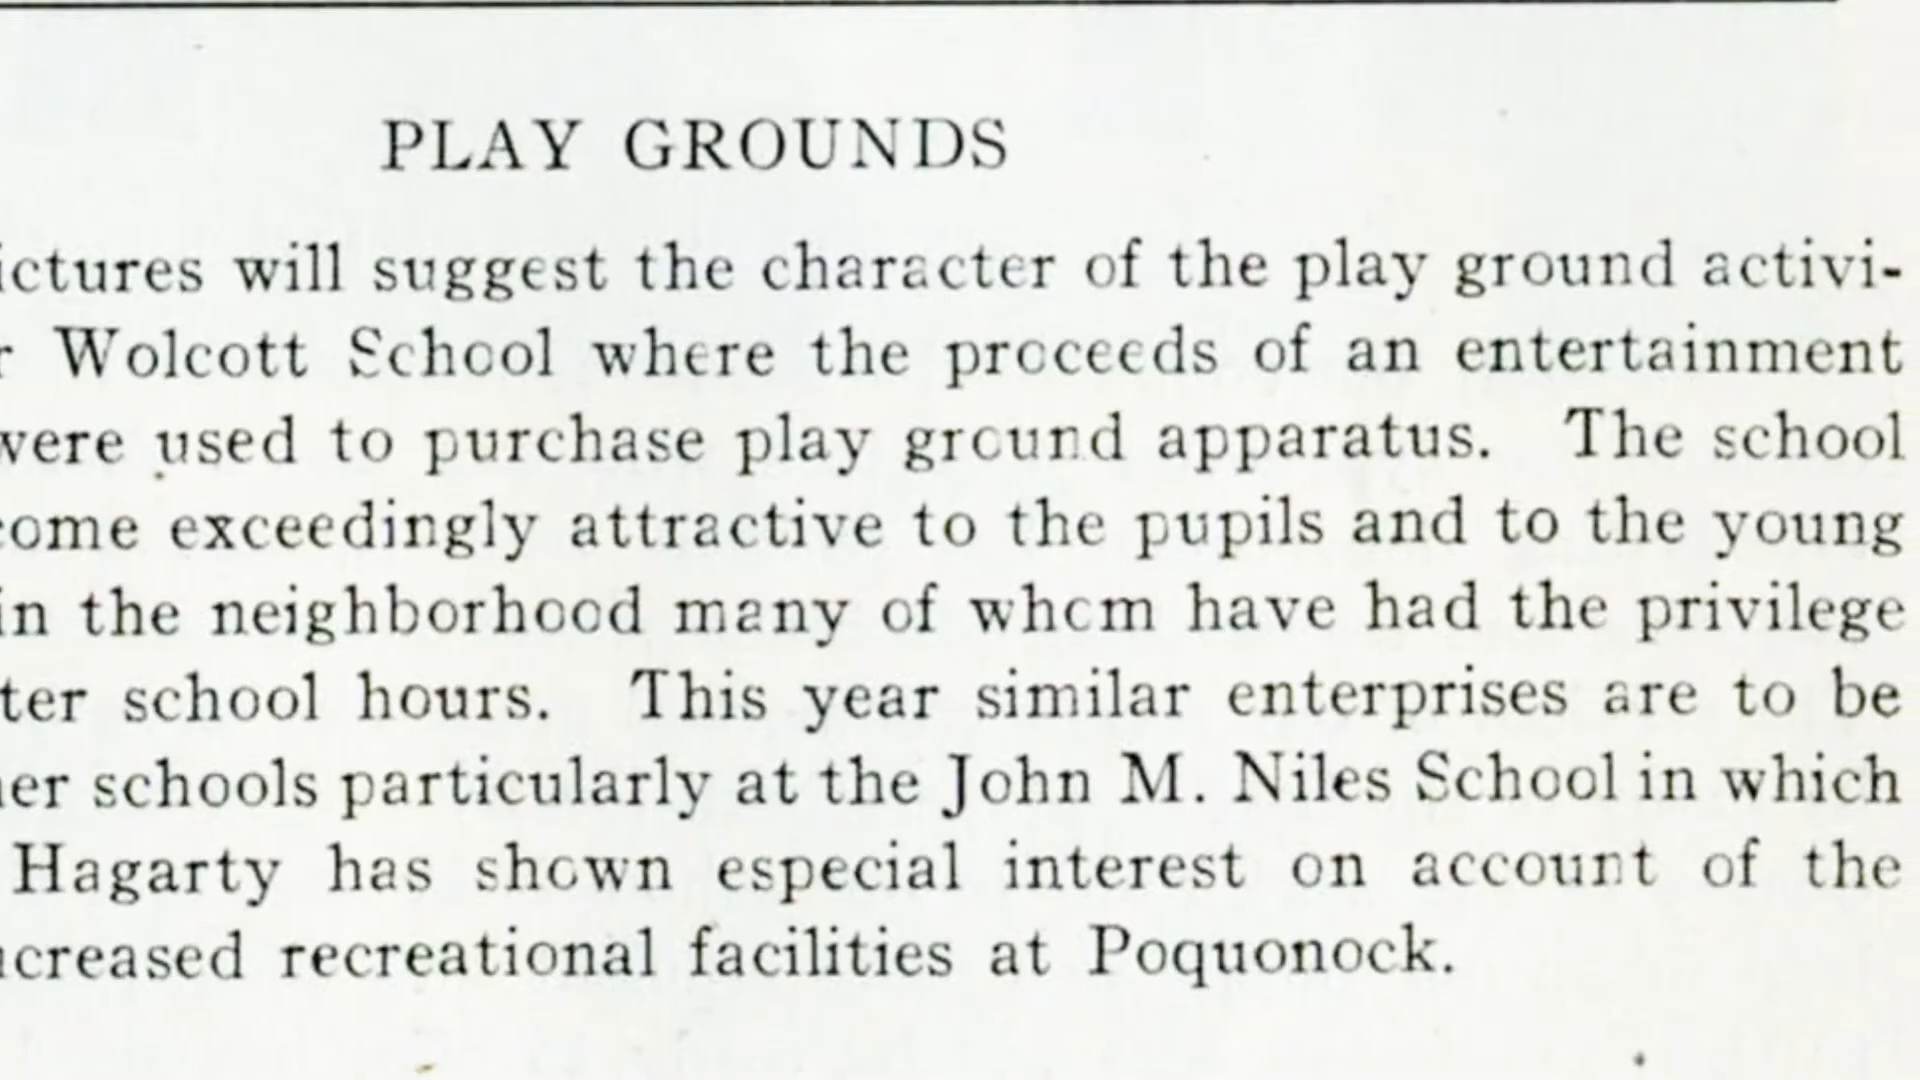 PLAY GROUNDS
ictures will suggest the character of the play ground activi-
r Wolcott School where the proceeds of an entertainment
were used to purchase play ground apparatus. The school
come exceedingly attractive to the pupils and to the young
in the neighborhood many of whom have had the privilege
ter school hours. This year similar enterprises are to be
er schools particularly at the John M. Niles School in which
Hagarty has shown especial interest on account of the
creased recreational facilities at Poquonock.